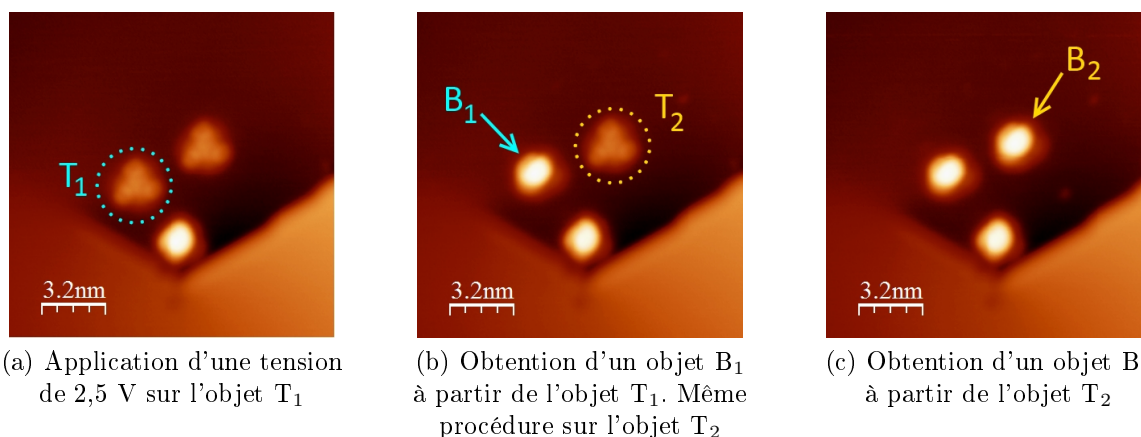 T1
3.2nm
B1
T2
3.2nm
B2
3.2nm
(a) Application d'une tension
de 2,5 V sur l'objet T1
(b) Obtention d'un objet B1
à partir de l'objet T1. Même
procédure sur l'objet T2
(c) Obtention d'un objet B
à partir de l'objet T2